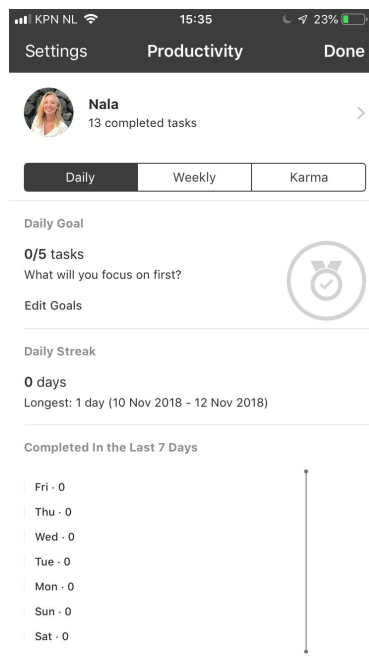 KPN NL 15:35 23%
Settings Productivity Done
Nala
13 completed tasks
Daily Weekly Karma
Daily Goal
0/5 tasks
What will you focus on first?
Edit Goals
Daily Streak
0 days
Longest: 1 day (10 Nov 2018 - 12 Nov 2018)
Completed In the Last 7 Days
Fri · 0
Thu · 0
Wed · 0
Tue · 0
Mon · 0
Sun · 0
Sat · 0